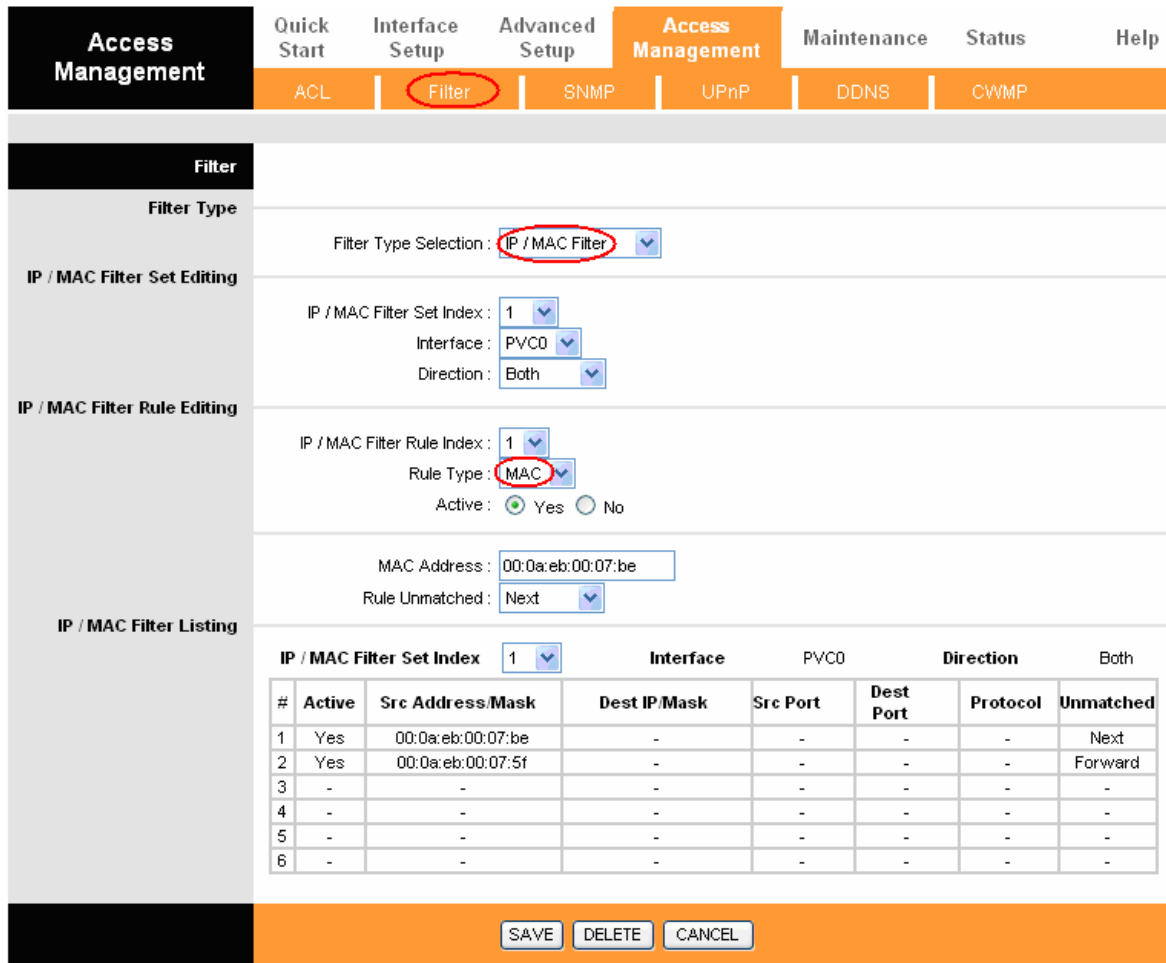 Access Management
Quick Start
Interface Setup
Advanced Setup
Access Management
Maintenance
Status
Help
ACL
Filter
SNMP
UPnP
DDNS
CWMP
Filter
Filter Type
Filter Type Selection : IP / MAC Filter
IP / MAC Filter Set Editing
IP / MAC Filter Set Index : 1
Interface : PVC0
Direction : Both
IP / MAC Filter Rule Editing
IP / MAC Filter Rule Index : 1
Rule Type : MAC
Active : Yes No
MAC Address : 00:0a:eb:00:07:be
Rule Unmatched : Next
IP / MAC Filter Listing
IP / MAC Filter Set Index 1 Interface PVC0 Direction Both
# Active Src Address/Mask Dest IP/Mask Src Port Dest Port Protocol Unmatched
1 Yes 00:0a:eb:00:07:be - - - - Next
2 Yes 00:0a:eb:00:07:5f - - - - Forward
3 - - - - - - -
4 - - - - - - -
5 - - - - - - -
6 - - - - - - -
SAVE DELETE CANCEL